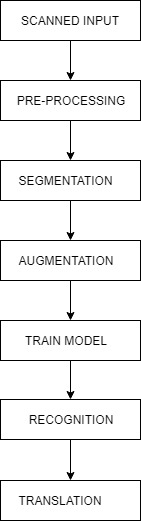 SCANNED INPUT
PRE-PROCESSING
SEGMENTATION
AUGMENTATION
TRAIN MODEL
RECOGNITION
TRANSLATION